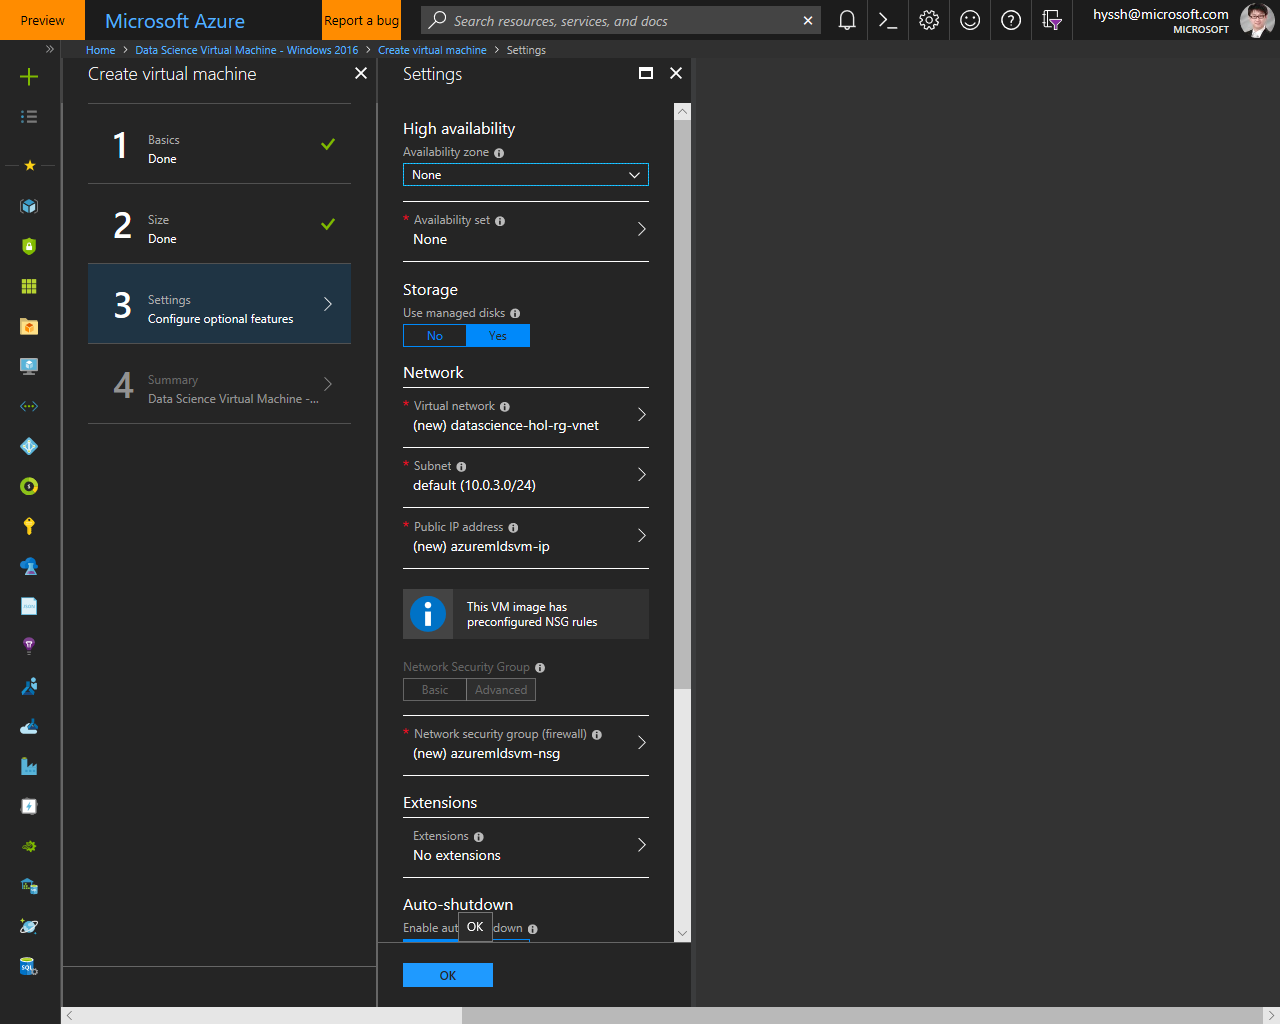 Preview
Microsoft Azure
Report a bug
Search resources, services, and docs
hyssh@microsoft.com
MICROSOFT
Home > Data Science Virtual Machine - Windows 2016 > Create virtual machine > Settings
Create virtual machine
1
Basics
Done
2
Size
Done
3
Settings
Configure optional features
4
Summary
Data Science Virtual Machine -...
Settings
High availability
Availability zone
None
* Availability set
None
Storage
Use managed disks
No Yes
Network
* Virtual network
(new) datascience-hol-rg-vnet
* Subnet
default (10.0.3.0/24)
* Public IP address
(new) azuremldsvm-ip
This VM image has
preconfigured NSG rules
Network Security Group
Basic Advanced
* Network security group (firewall)
(new) azuremldsvm-nsg
Extensions
Extensions
No extensions
Auto-shutdown
Enable
OK
OK
SQL